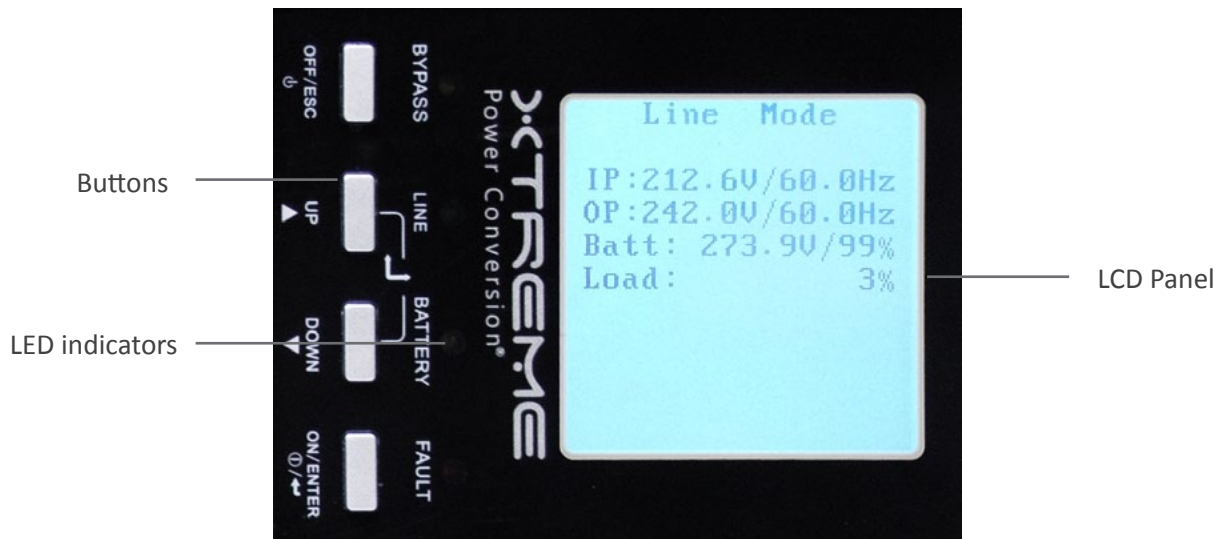 Buttons
LED indicators
LCD Panel
BYPASS
OFF/ESC
LINE
UP
BATTERY
DOWN
FAULT
ON/ENTER
XTREME
Power Conversion®
Line Mode
IP:212.6V/60.0Hz
OP:242.0V/60.0Hz
Batt: 273.9V/99%
Load: 3%